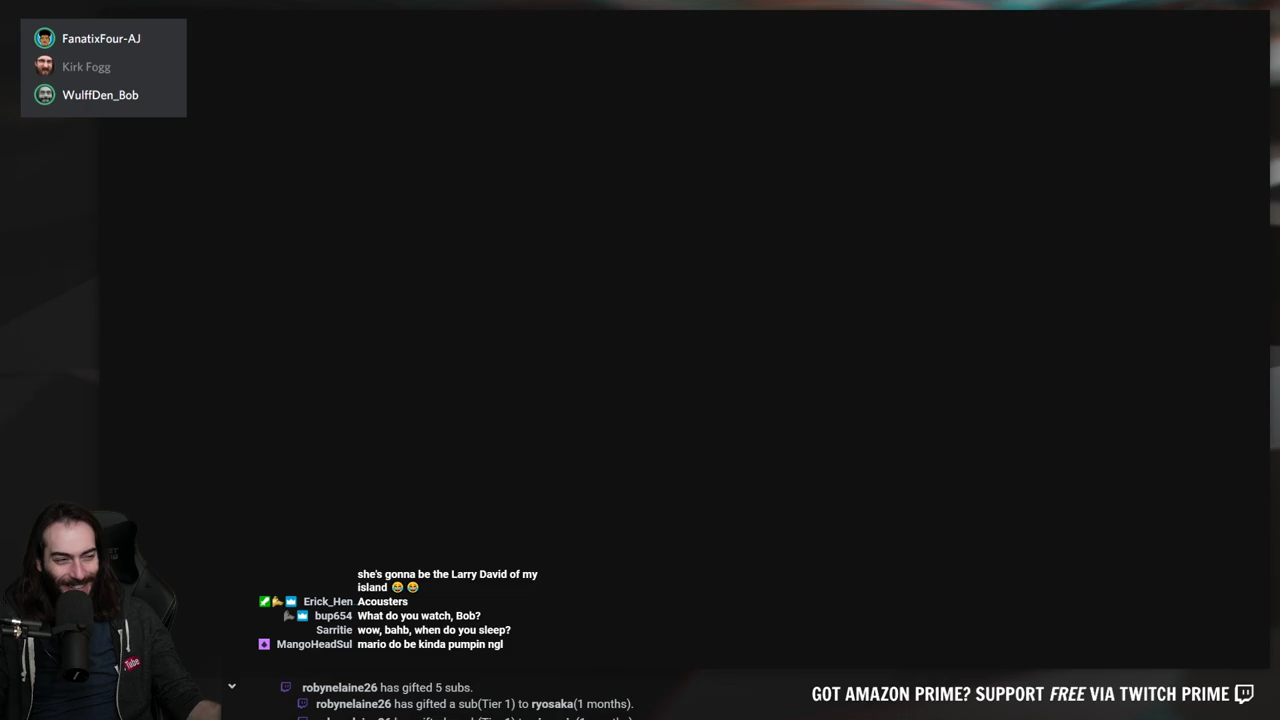 FanatixFour-AJ
Kirk Fogg
WulffDen_Bob
she's gonna be the Larry David of my
island 😂 😂
Erick_Hen Acousters
bup654 What do you watch, Bob?
Sarritie wow, bahb, when do you sleep?
MangoHeadSul mario do be kinda pumpin ngl
robynelaine26 has gifted 5 subs.
robynelaine26 has gifted a sub(Tier 1) to ryosaka(1 months).
GOT AMAZON PRIME? SUPPORT FREE VIA TWITCH PRIME
Tube